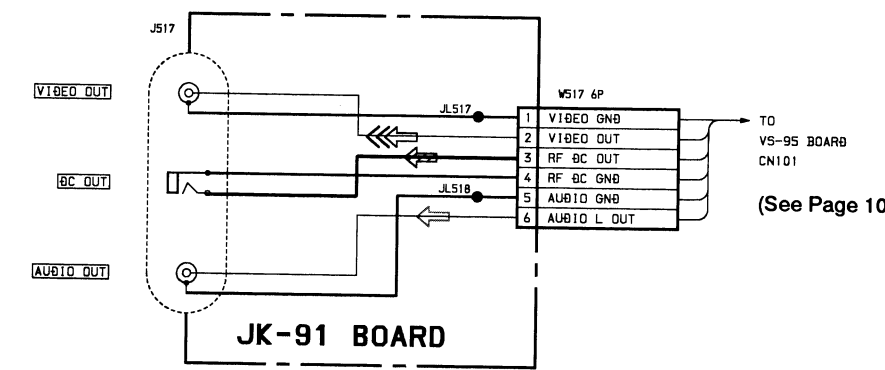 J517
VIDEO OUT
DC OUT
AUDIO OUT
JL517
JL518
W517 6P
1 VIDEO GND
2 VIDEO OUT
3 RF DC OUT
4 RF DC GND
5 AUDIO GND
6 AUDIO L OUT
TO
VS-95 BOARD
CN101
(See Page 10
JK-91 BOARD